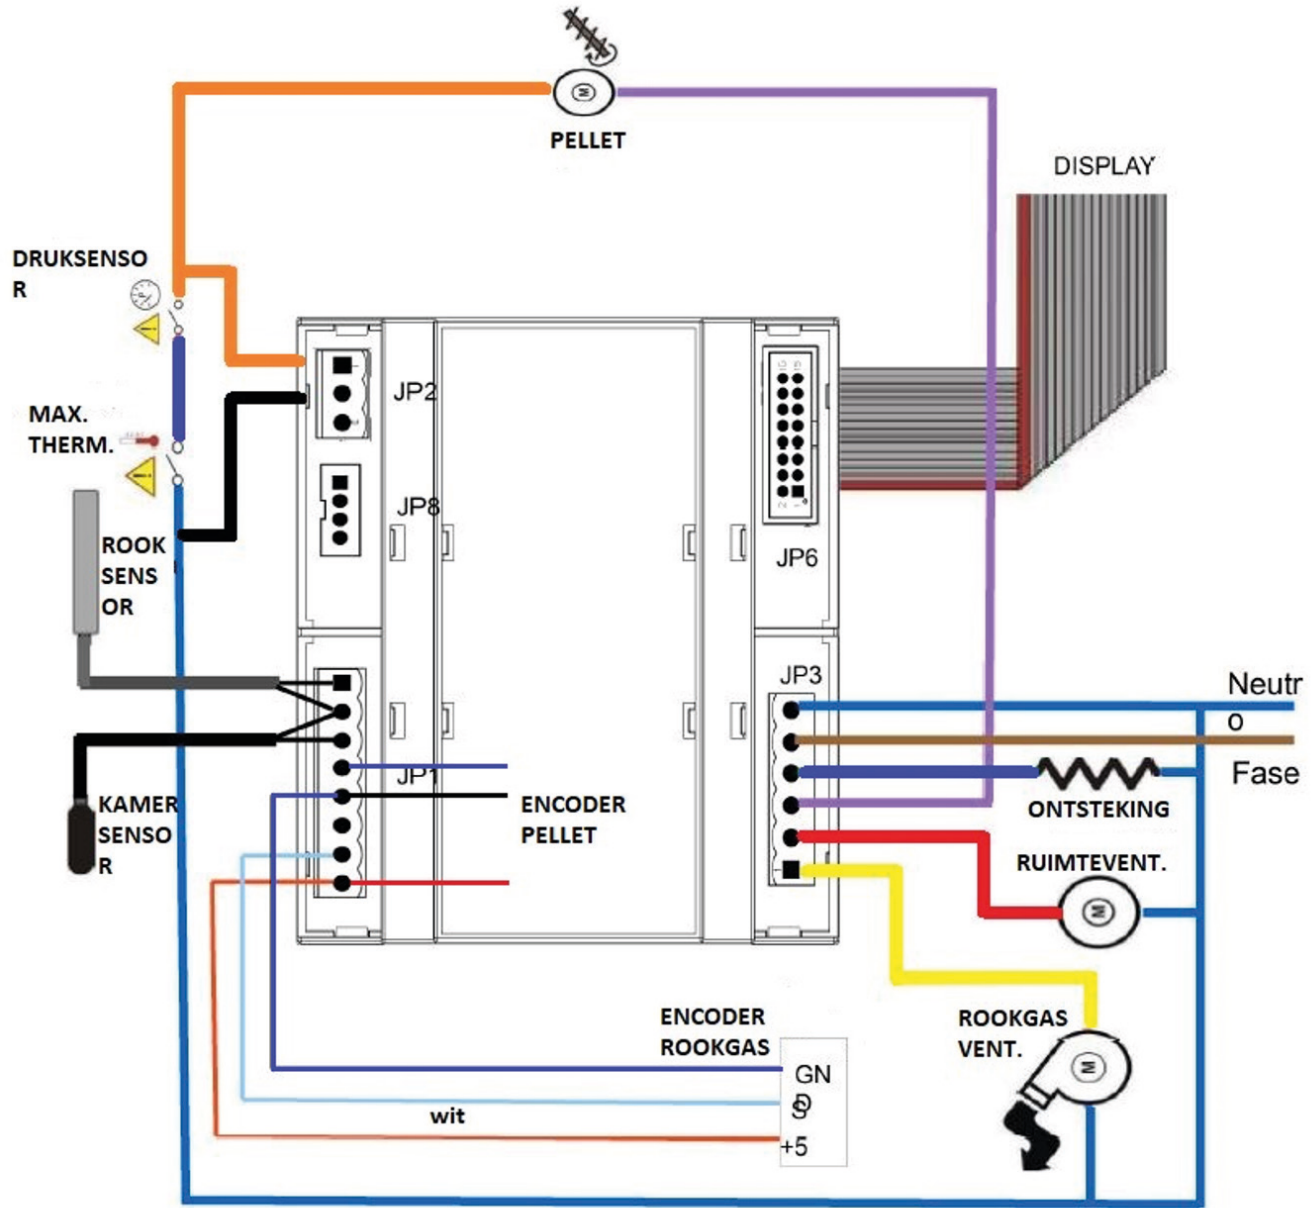 PELLET
DISPLAY
DRUKSENSO
R
JP2
MAX.
THERM.
JP8
ROOK
SENS
OR
JP6
JP3
Neutr
o
Fase
JP1
ENCODER
PELLET
KAMER
SENSO
R
ONTSTEKING
RUIMTEVENT.
ENCODER
ROOKGAS
ROOKGAS
VENT.
GN
D
S
wit
+5